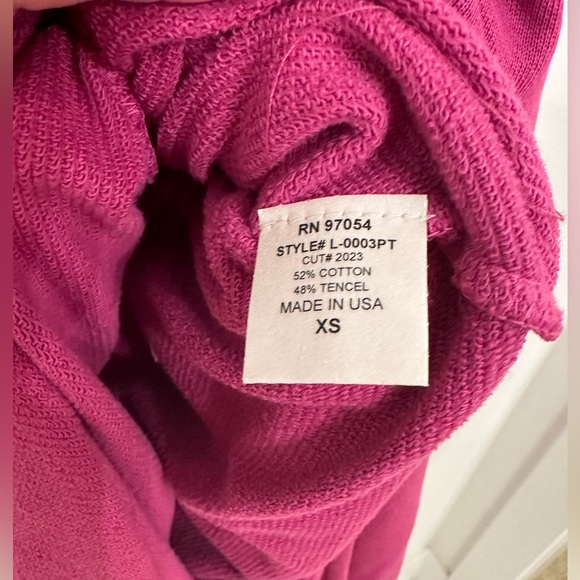 RN 97054
STYLE# L-0003PT
CUT# 2023
52% COTTON
48% TENCEL
MADE IN USA
XS